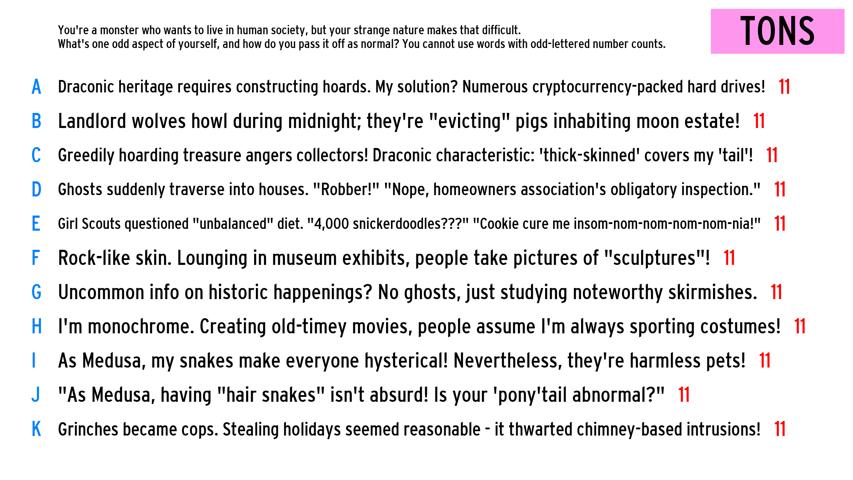 You're a monster who wants to live in human society, but your strange nature makes that difficult.
What's one odd aspect of yourself, and how do you pass it off as normal? You cannot use words with odd-lettered number counts.
TONS
A Draconic heritage requires constructing hoards. My solution? Numerous cryptocurrency-packed hard drives! 11
B Landlord wolves howl during midnight; they're "evicting" pigs inhabiting moon estate! 11
C Greedily hoarding treasure angers collectors! Draconic characteristic: 'thick-skinned' covers my 'tail'! 11
D Ghosts suddenly traverse into houses. "Robber!" "Nope, homeowners association's obligatory inspection." 11
E Girl Scouts questioned "unbalanced" diet. "4,000 snickerdoodles???" "Cookie cure me insom-nom-nom-nom-nom-nia!" 11
F Rock-like skin. Lounging in museum exhibits, people take pictures of "sculptures"! 11
G Uncommon info on historic happenings? No ghosts, just studying noteworthy skirmishes. 11
H I'm monochrome. Creating old-timey movies, people assume I'm always sporting costumes! 11
I As Medusa, my snakes make everyone hysterical! Nevertheless, they're harmless pets! 11
J "As Medusa, having "hair snakes" isn't absurd! Is your 'pony'tail abnormal?" 11
K Grinches became cops. Stealing holidays seemed reasonable - it thwarted chimney-based intrusions! 11